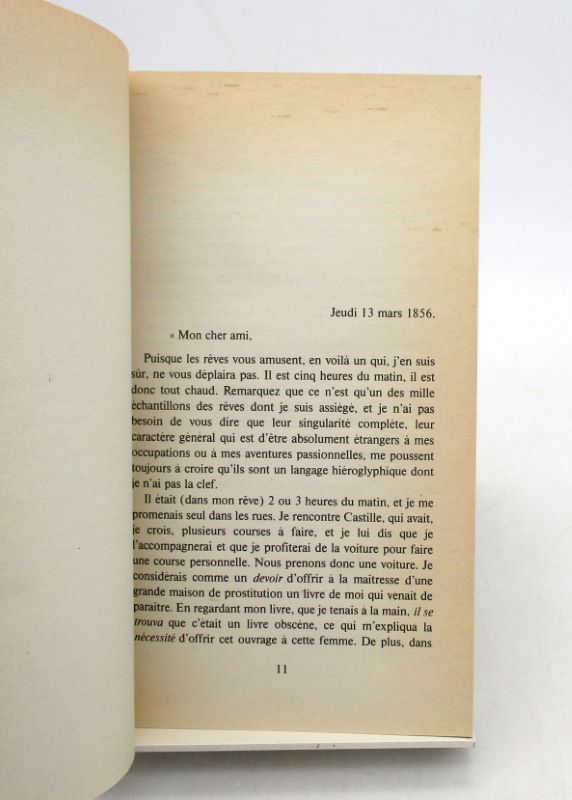 Jeudi 13 mars 1856.
« Mon cher ami,
Puisque les rêves vous amusent, en voilà un qui, j'en suis
sûr, ne vous déplaira pas. Il est cinq heures du matin, il est
donc tout chaud. Remarquez que ce n'est qu'un des mille
échantillons des rêves dont je suis assiégé, et je n'ai pas
besoin de vous dire que leur singularité complète, leur
caractère général qui est d'être absolument étrangers à mes
occupations ou à mes aventures passionnelles, me poussent
toujours à croire qu'ils sont un langage hiéroglyphique dont
je n'ai pas la clef.
Il était (dans mon rêve) 2 ou 3 heures du matin, et je me
promenais seul dans les rues. Je rencontre Castille, qui avait,
je crois, plusieurs courses à faire, et je lui dis que je
l'accompagnerai et que je profiterai de la voiture pour faire
une course personnelle. Nous prenons donc une voiture. Je
considérais comme un devoir d'offrir à la maîtresse d'une
grande maison de prostitution un livre de moi qui venait de
paraître. En regardant mon livre, que je tenais à la main, il se
trouva que c'était un livre obscène, ce qui m'expliqua la
nécessité d'offrir cet ouvrage à cette femme. De plus, dans
11